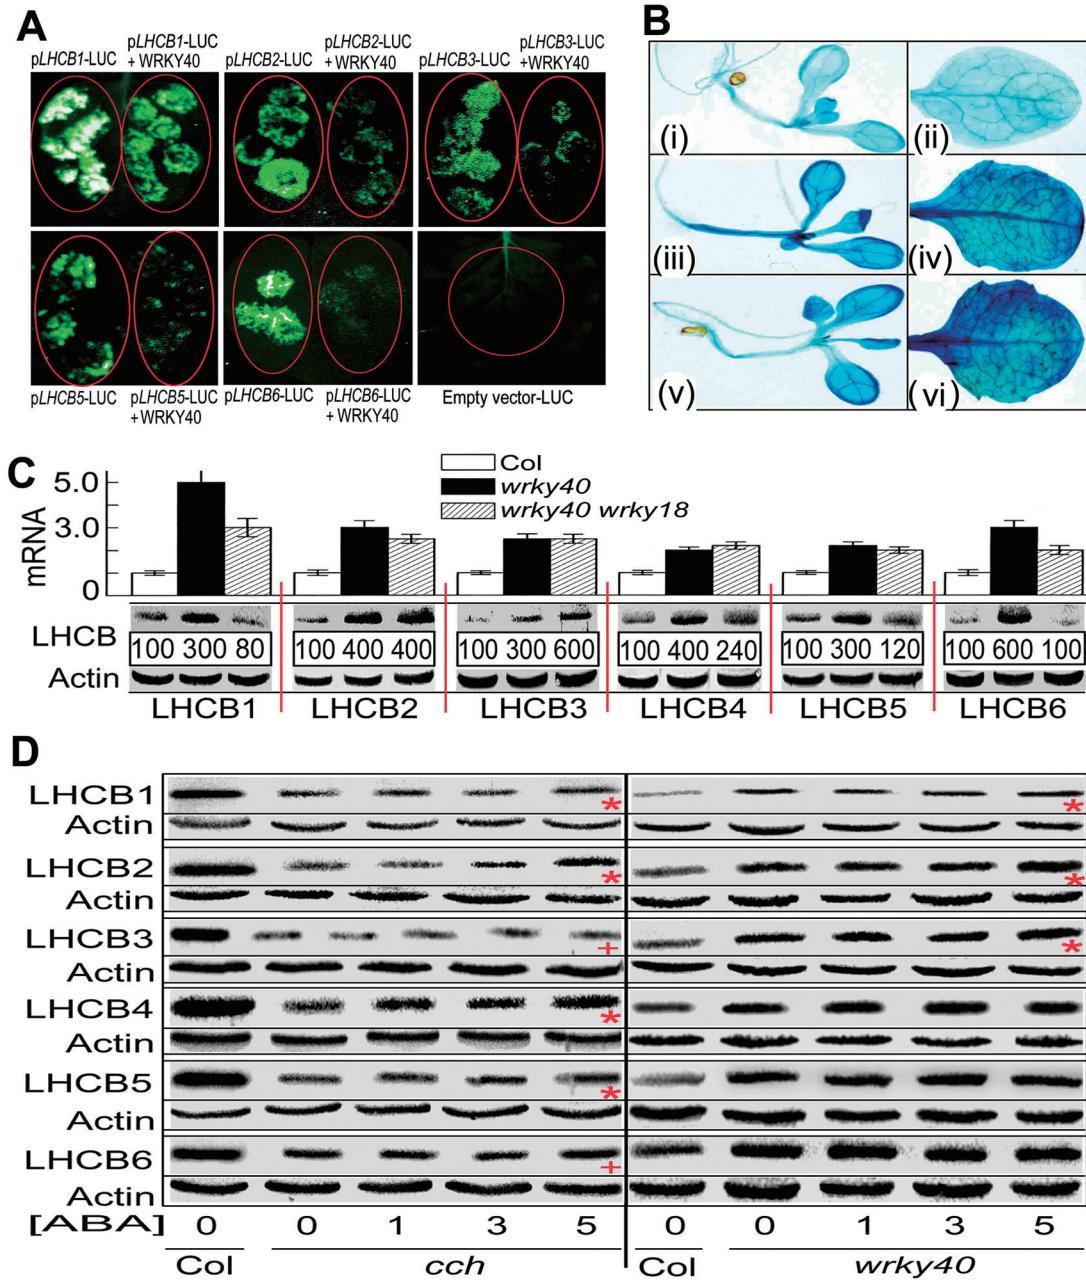 A
pLHCB1-LUC
pLHCB1-LUC
+ WRKY40
pLHCB2-LUC
pLHCB2-LUC
+ WRKY40
pLHCB3-LUC
pLHCB3-LUC
+ WRKY40
pLHCB5-LUC
pLHCB5-LUC
+ WRKY40
pLHCB6-LUC
pLHCB6-LUC
+ WRKY40
Empty vector-LUC
B
(i) (ii)
(iii) (iv)
(v) (vi)
C
Col
wrky40
wrky40 wrky18
mRNA
5.0
3.0
0
LHCB
100 300 80 100 400 400 100 300 600 100 400 240 100 300 120 100 600 100
Actin
LHCB1 LHCB2 LHCB3 LHCB4 LHCB5 LHCB6
D
LHCB1 * *
Actin
LHCB2 * *
Actin
LHCB3 + *
Actin
LHCB4 *
Actin
LHCB5 *
Actin
LHCB6 +
Actin
[ABA] 0 0 1 3 5 0 0 1 3 5
Col cch Col wrky40